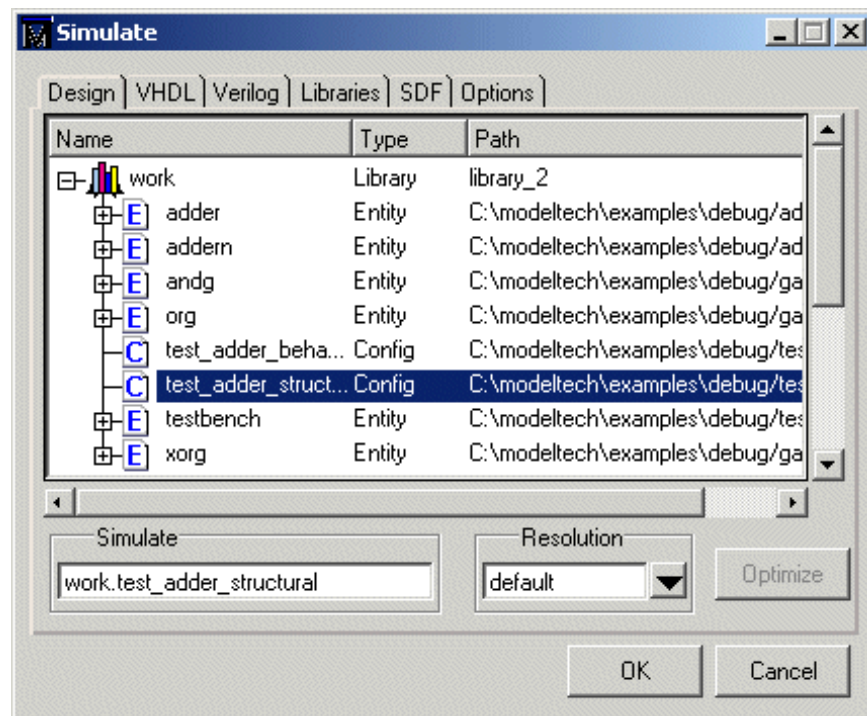 Simulate
Design VHDL Verilog Libraries SDF Options
Name Type Path
work Library library_2
E adder Entity C:\modeltech\examples\debug/ad
E addern Entity C:\modeltech\examples\debug/ad
E andg Entity C:\modeltech\examples\debug/ga
E org Entity C:\modeltech\examples\debug/ga
C test_adder_beha... Config C:\modeltech\examples\debug/tes
C test_adder_struct... Config C:\modeltech\examples\debug/tes
E testbench Entity C:\modeltech\examples\debug/tes
E xorg Entity C:\modeltech\examples\debug/ga
Simulate Resolution
work.test_adder_structural default Optimize
OK Cancel